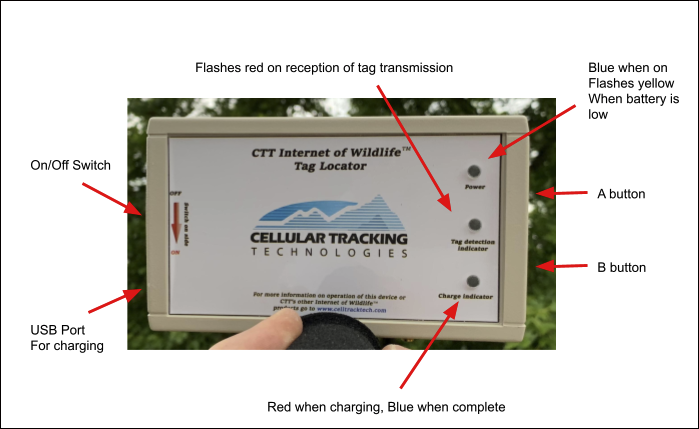 Flashes red on reception of tag transmission
Blue when on
Flashes yellow
When battery is
low
On/Off Switch
CTT Internet of Wildlife™
Tag Locator
Power
A button
OFF
Switch on side
ON
CELLULAR TRACKING
TECHNOLOGIES
Tag detection
indicator
B button
For more information on operation of this device or
CTT's other Internet of Wildlife™
products go to www.celltracktech.com
Charge indicator
USB Port
For charging
Red when charging, Blue when complete